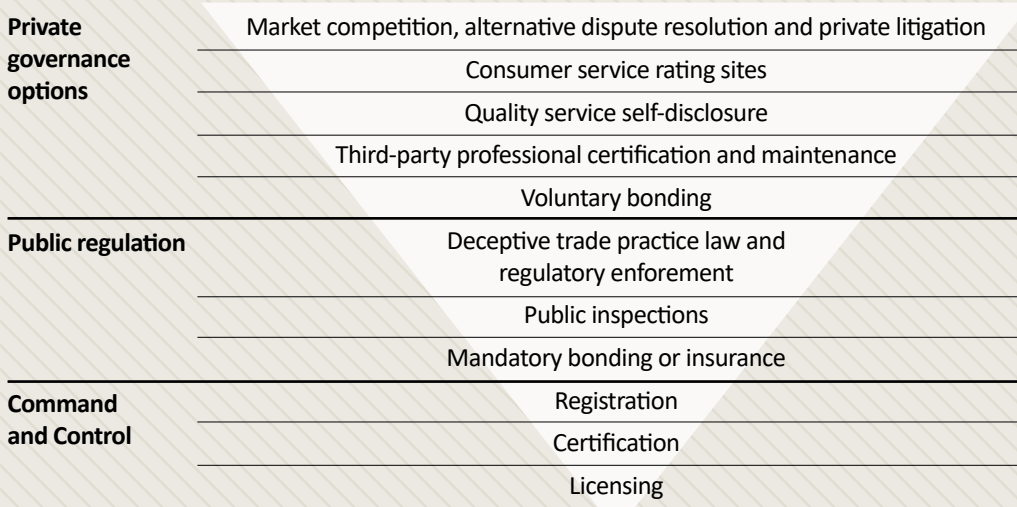 Private
governance
options
Market competition, alternative dispute resolution and private litigation
Consumer service rating sites
Quality service self-disclosure
Third-party professional certification and maintenance
Voluntary bonding
Public regulation
Deceptive trade practice law and
regulatory enforement
Public inspections
Mandatory bonding or insurance
Command
and Control
Registration
Certification
Licensing